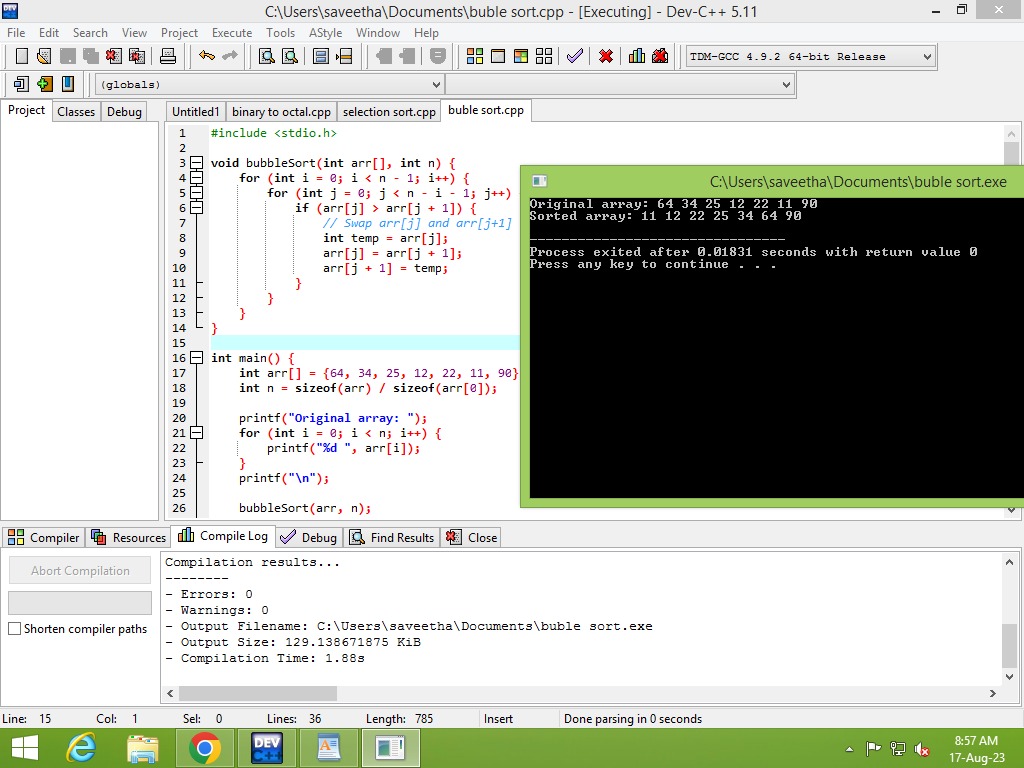 C:\Users\saveetha\Documents\buble sort.cpp - [Executing] - Dev-C++ 5.11
File Edit Search View Project Execute Tools AStyle Window Help
TDM-GCC 4.9.2 64-bit Release
(globals)
Project Classes Debug
Untitled1 binary to octal.cpp selection sort.cpp buble sort.cpp
1 #include <stdio.h>
2
3 void bubbleSort(int arr[], int n) {
4 for (int i = 0; i < n - 1; i++) {
5 for (int j = 0; j < n - i - 1; j++)
6 if (arr[j] > arr[j + 1]) {
7 // Swap arr[j] and arr[j+1]
8 int temp = arr[j];
9 arr[j] = arr[j + 1];
10 arr[j + 1] = temp;
11 }
12 }
13 }
14 }
15
16 int main() {
17 int arr[] = {64, 34, 25, 12, 22, 11, 90}
18 int n = sizeof(arr) / sizeof(arr[0]);
19
20 printf("Original array: ");
21 for (int i = 0; i < n; i++) {
22 printf("%d ", arr[i]);
23 }
24 printf("\n");
25
26 bubbleSort(arr, n);
C:\Users\saveetha\Documents\buble sort.exe
Original array: 64 34 25 12 22 11 90
Sorted array: 11 12 22 25 34 64 90
--------------------------------
Process exited after 0.01831 seconds with return value 0
Press any key to continue . . .
Compiler Resources Compile Log Debug Find Results Close
Abort Compilation
Shorten compiler paths
Compilation results...
--------
- Errors: 0
- Warnings: 0
- Output Filename: C:\Users\saveetha\Documents\buble sort.exe
- Output Size: 129.138671875 KiB
- Compilation Time: 1.88s
Line: 15 Col: 1 Sel: 0 Lines: 36 Length: 785 Insert Done parsing in 0 seconds
DEV C++
8:57 AM
17-Aug-23